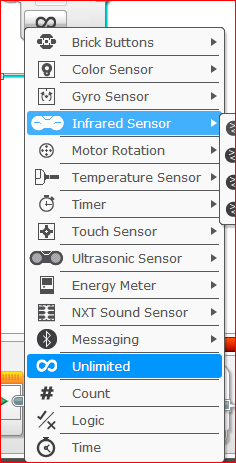 Brick Buttons
Color Sensor
Gyro Sensor
Infrared Sensor
Motor Rotation
Temperature Sensor
Timer
Touch Sensor
Ultrasonic Sensor
Energy Meter
NXT Sound Sensor
Messaging
Unlimited
# Count
Logic
Time